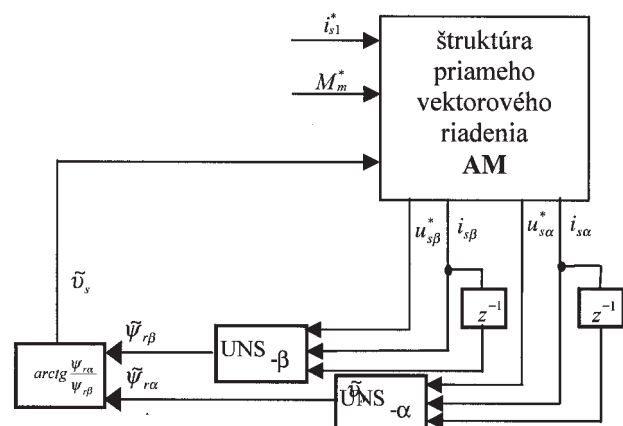 i*s1
M*m
štruktúra
priameho
vektorového
riadenia
AM
u*sβ
isβ
u*sα
isα
z⁻¹
z⁻¹
υ̃s
ψ̃rβ
UNS -β
arctg ψrα/ψrβ
ψ̃rα
UNS -α